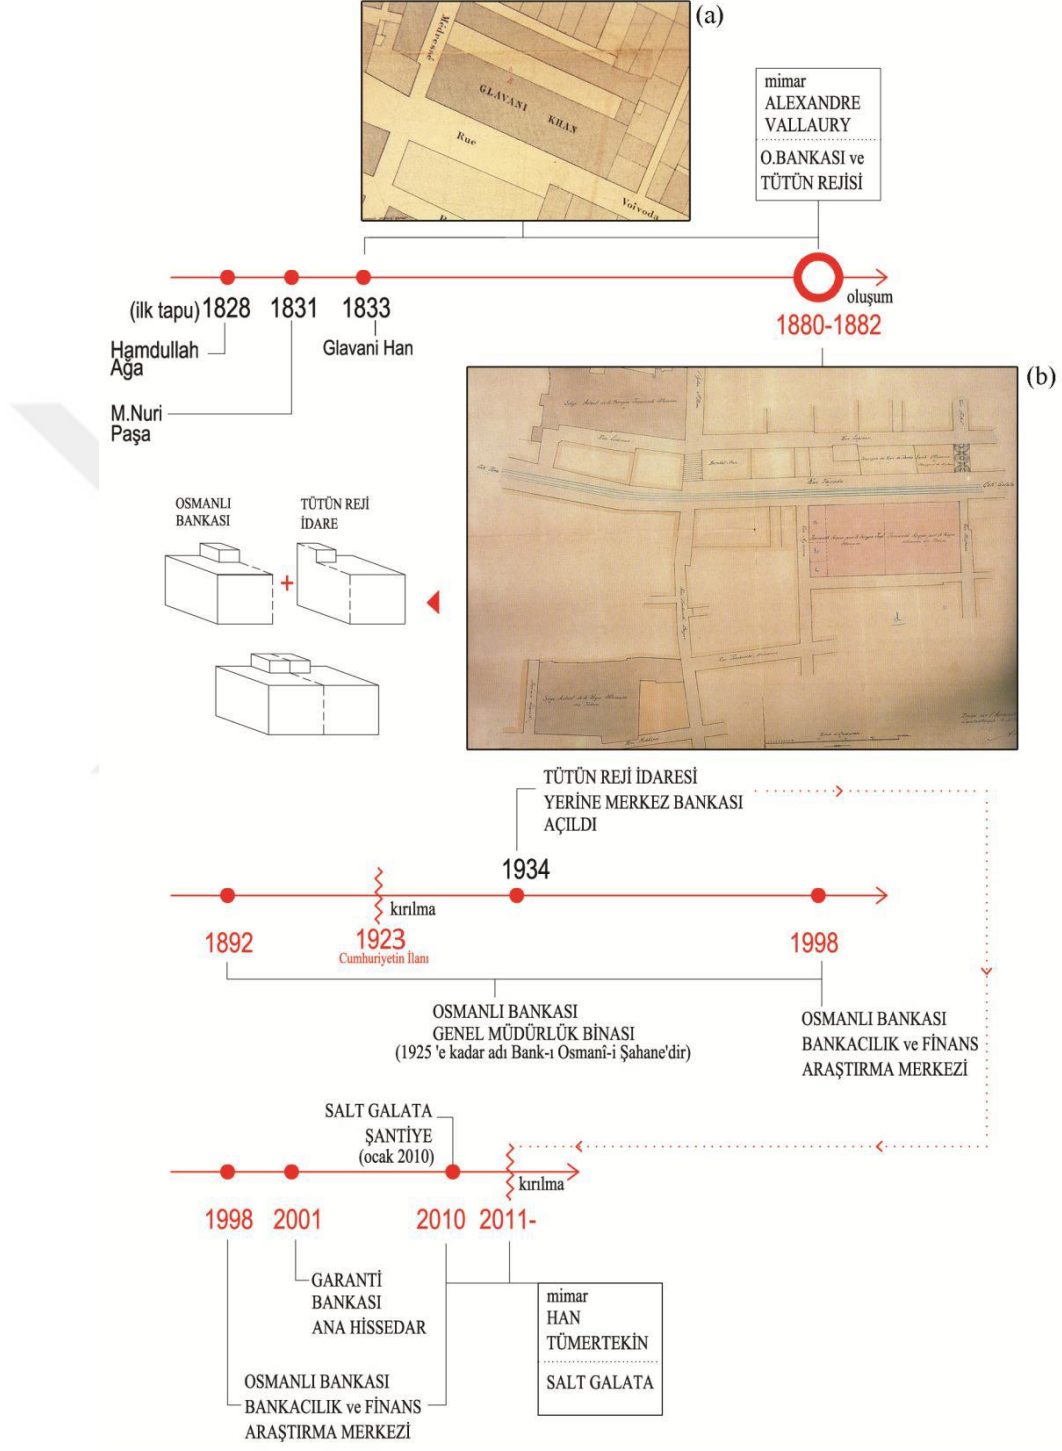 (a)
Médressé
GLAVANI KHAN
Rue
Voivoda
mimar
ALEXANDRE
VALLAURY
O.BANKASI ve
TÜTÜN REJİSİ
oluşum
(ilk tapu) 1828
1831
1833
1880-1882
Hamdullah
Ağa
Glavani Han
M.Nuri
Paşa
(b)
Rue Voivoda
OSMANLI
BANKASI
TÜTÜN REJİ
İDARE
+
TÜTÜN REJİ İDARESİ
YERİNE MERKEZ BANKASI
AÇILDI
1934
kırılma
1892
1923
Cumhuriyetin İlanı
1998
OSMANLI BANKASI
GENEL MÜDÜRLÜK BİNASI
(1925 'e kadar adı Bank-ı Osmanî-i Şahane'dir)
OSMANLI BANKASI
BANKACILIK ve FİNANS
ARAŞTIRMA MERKEZİ
SALT GALATA
ŞANTİYE
(ocak 2010)
kırılma
1998
2001
2010
2011-
GARANTİ
BANKASI
ANA HİSSEDAR
mimar
HAN
TÜMERTEKİN
SALT GALATA
OSMANLI BANKASI
BANKACILIK ve FİNANS
ARAŞTIRMA MERKEZİ